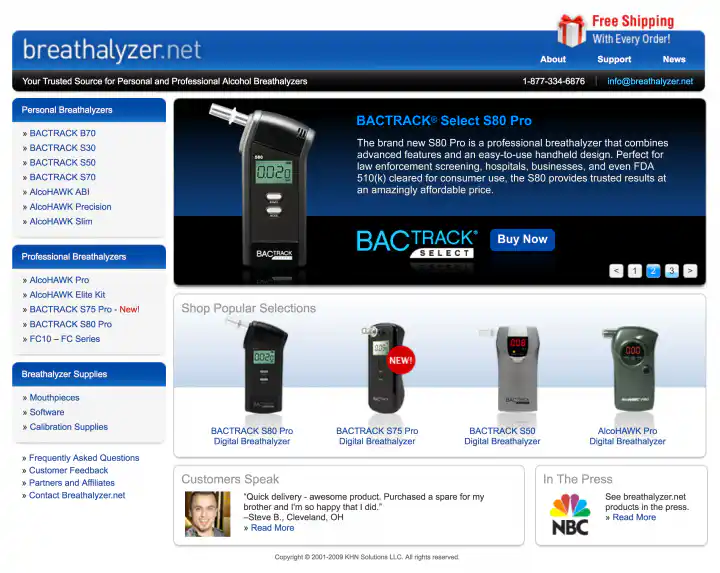 Free Shipping
With Every Order!
breathalyzer.net
About Support News
Your Trusted Source for Personal and Professional Alcohol Breathalyzers
1-877-334-6876 | info@breathalyzer.net
Personal Breathalyzers
» BACTRACK B70
» BACTRACK S30
» BACTRACK S50
» BACTRACK S70
» AlcoHAWK ABI
» AlcoHAWK Precision
» AlcoHAWK Slim
Professional Breathalyzers
» AlcoHAWK Pro
» AlcoHAWK Elite Kit
» BACTRACK S75 Pro - New!
» BACTRACK S80 Pro
» FC10 – FC Series
Breathalyzer Supplies
» Mouthpieces
» Software
» Calibration Supplies
» Frequently Asked Questions
» Customer Feedback
» Partners and Affiliates
» Contact Breathalyzer.net
S80
0.02g
BACTRACK
SELECT
BACTRACK® Select S80 Pro
The brand new S80 Pro is a professional breathalyzer that combines
advanced features and an easy-to-use handheld design. Perfect for
law enforcement screening, hospitals, businesses, and even FDA
510(k) cleared for consumer use, the S80 provides trusted results at
an amazingly affordable price.
BACTRACK®
SELECT
Buy Now
< 1 2 3 >
Shop Popular Selections
002g
BACTRACK
NEW!
BACTRACK
BACTRACK
000
BACTRACK S80 Pro
Digital Breathalyzer
BACTRACK S75 Pro
Digital Breathalyzer
BACTRACK S50
Digital Breathalyzer
AlcoHAWK Pro
Digital Breathalyzer
Customers Speak
“Quick delivery - awesome product. Purchased a spare for my
brother and I'm so happy that I did.”
–Steve B., Cleveland, OH
» Read More
In The Press
NBC
See breathalyzer.net
products in the press.
» Read More
Copyright © 2001-2009 KHN Solutions LLC. All rights reserved.